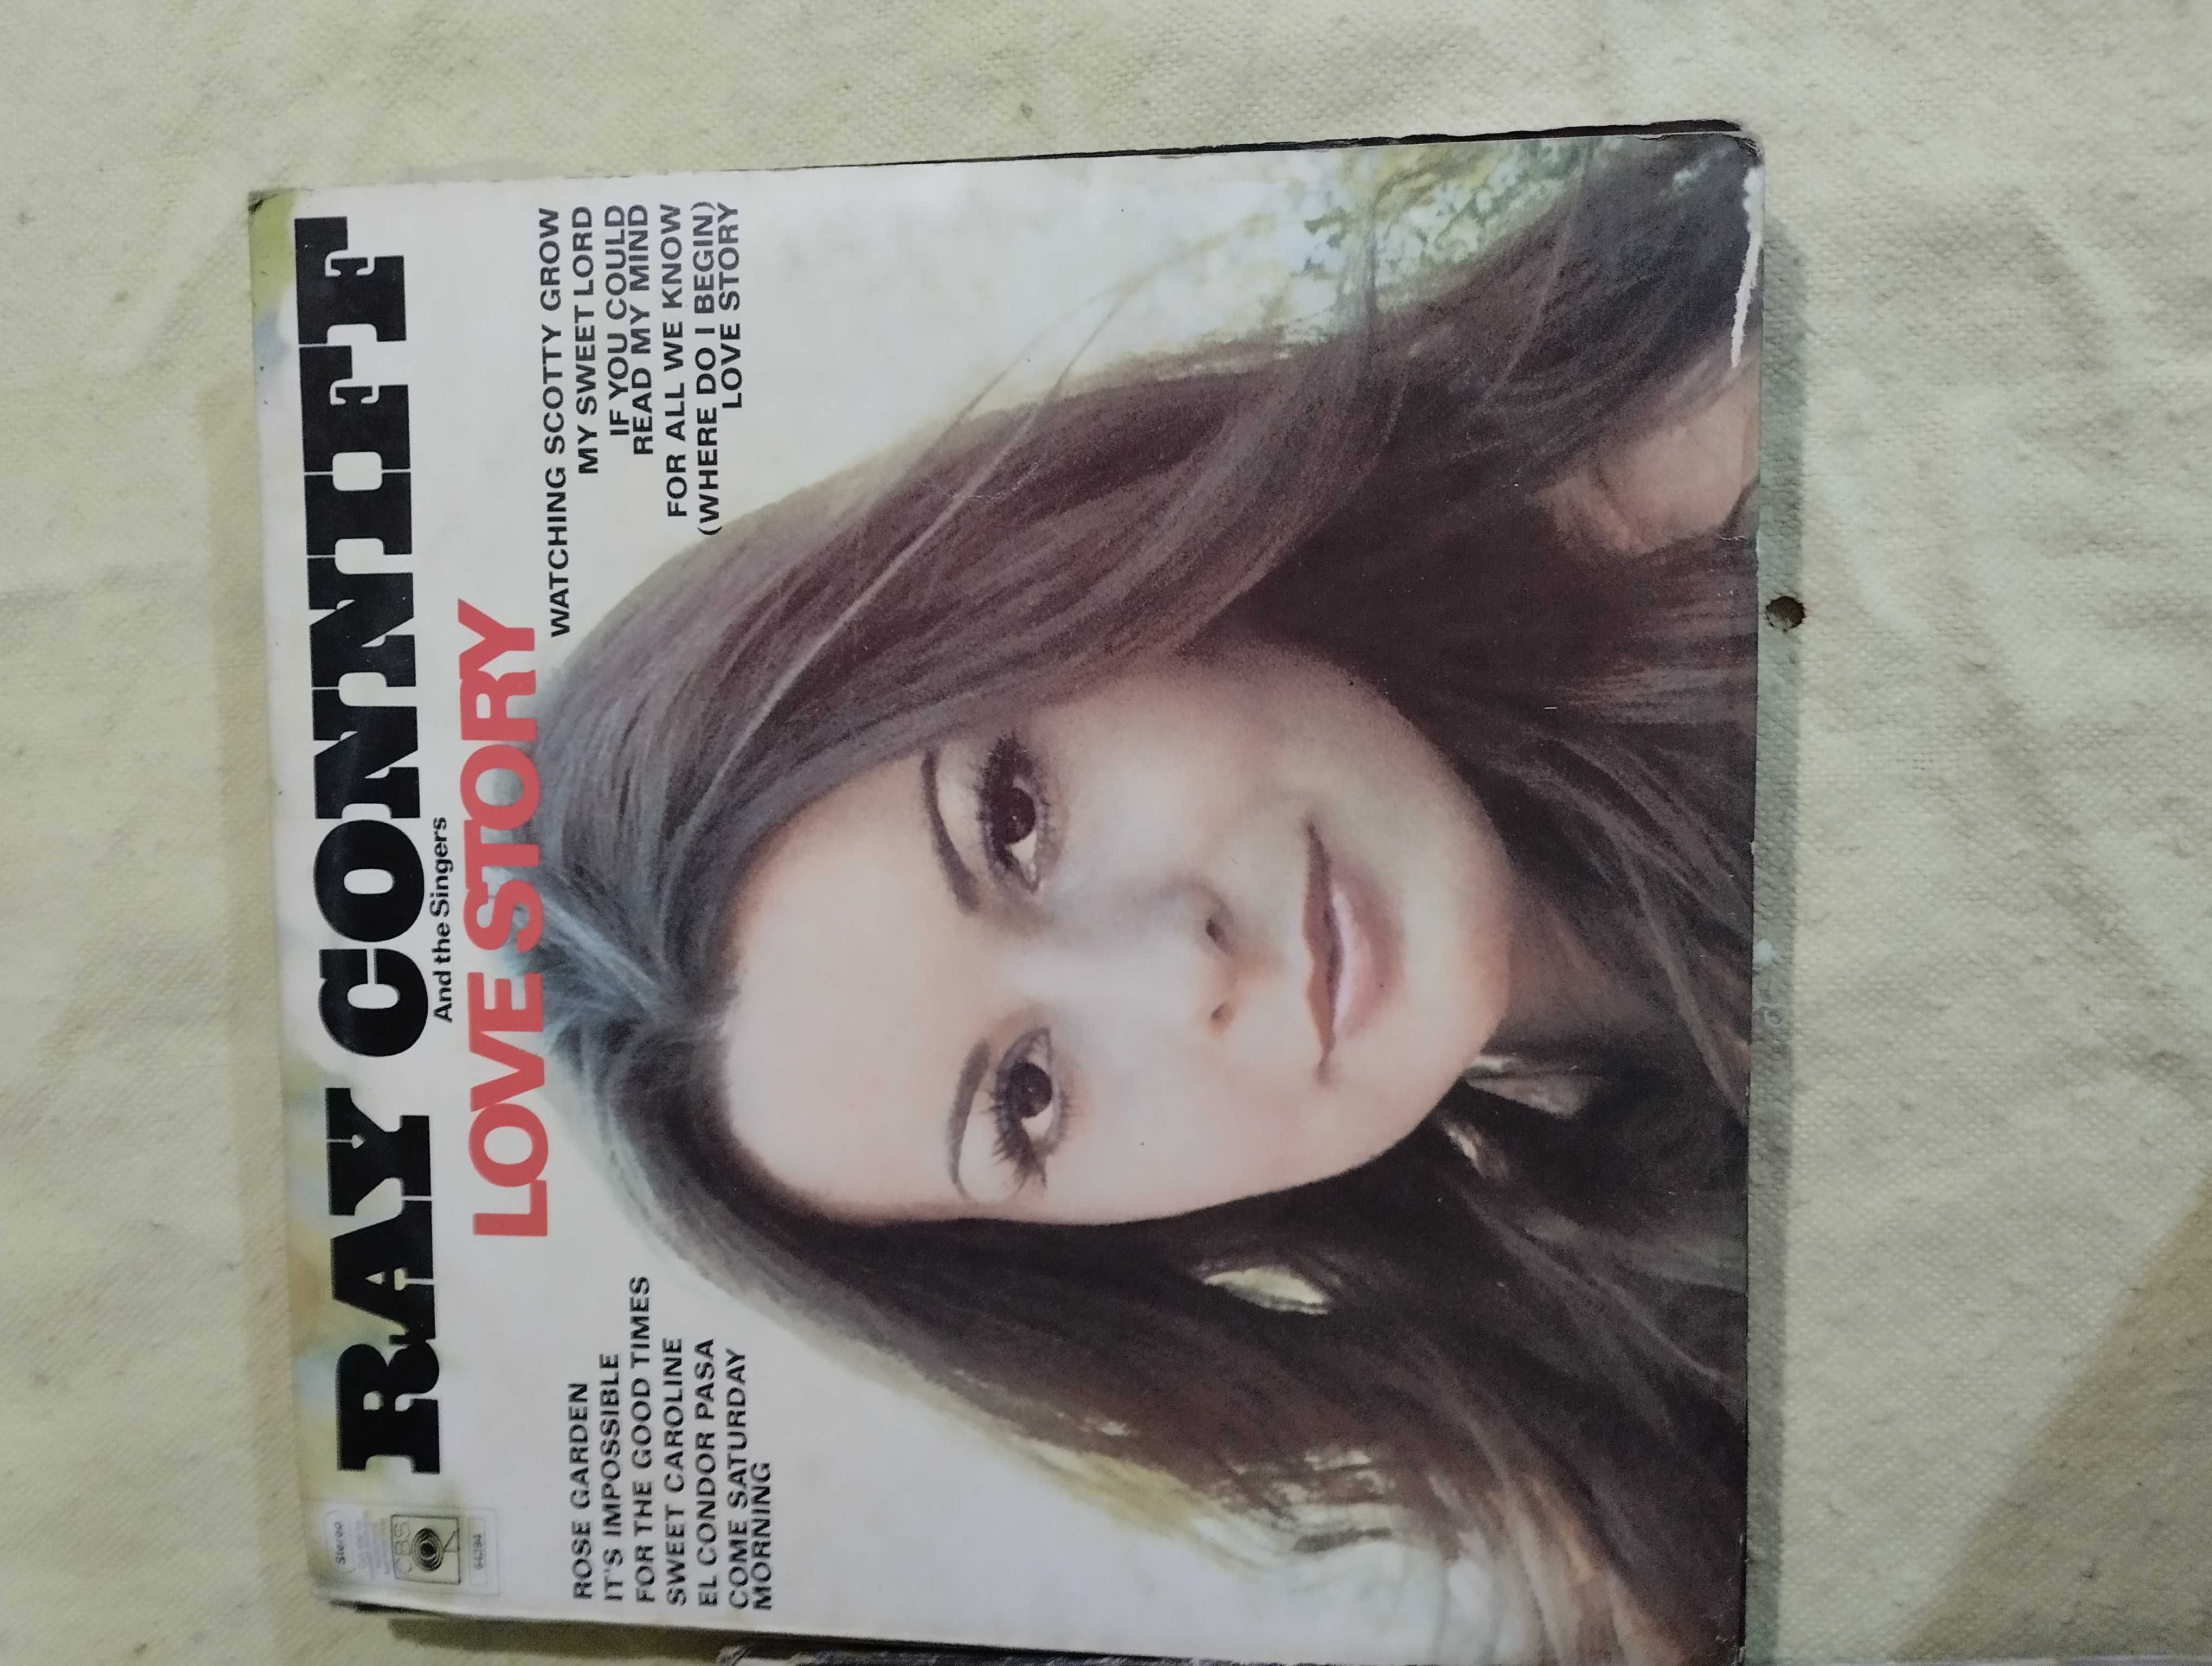 Stereo
CBS
64294
RAY CONNIFF
And the Singers
LOVE STORY
ROSE GARDEN
IT'S IMPOSSIBLE
FOR THE GOOD TIMES
SWEET CAROLINE
EL CONDOR PASA
COME SATURDAY
MORNING
WATCHING SCOTTY GROW
MY SWEET LORD
IF YOU COULD
READ MY MIND
FOR ALL WE KNOW
(WHERE DO I BEGIN)
LOVE STORY